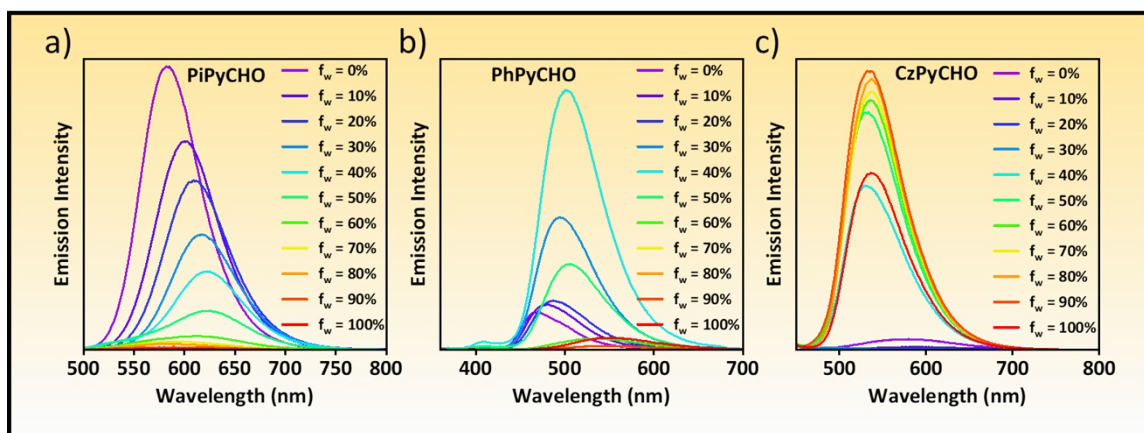 a)
Emission Intensity
PiPyCHO
f_w = 0%
f_w = 10%
f_w = 20%
f_w = 30%
f_w = 40%
f_w = 50%
f_w = 60%
f_w = 70%
f_w = 80%
f_w = 90%
f_w = 100%
500 550 600 650 700 750 800
Wavelength (nm)
b)
Emission Intensity
PhPyCHO
f_w = 0%
f_w = 10%
f_w = 20%
f_w = 30%
f_w = 40%
f_w = 50%
f_w = 60%
f_w = 70%
f_w = 80%
f_w = 90%
f_w = 100%
400 500 600 700
Wavelength (nm)
c)
Emission Intensity
CzPyCHO
f_w = 0%
f_w = 10%
f_w = 20%
f_w = 30%
f_w = 40%
f_w = 50%
f_w = 60%
f_w = 70%
f_w = 80%
f_w = 90%
f_w = 100%
500 600 700 800
Wavelength (nm)